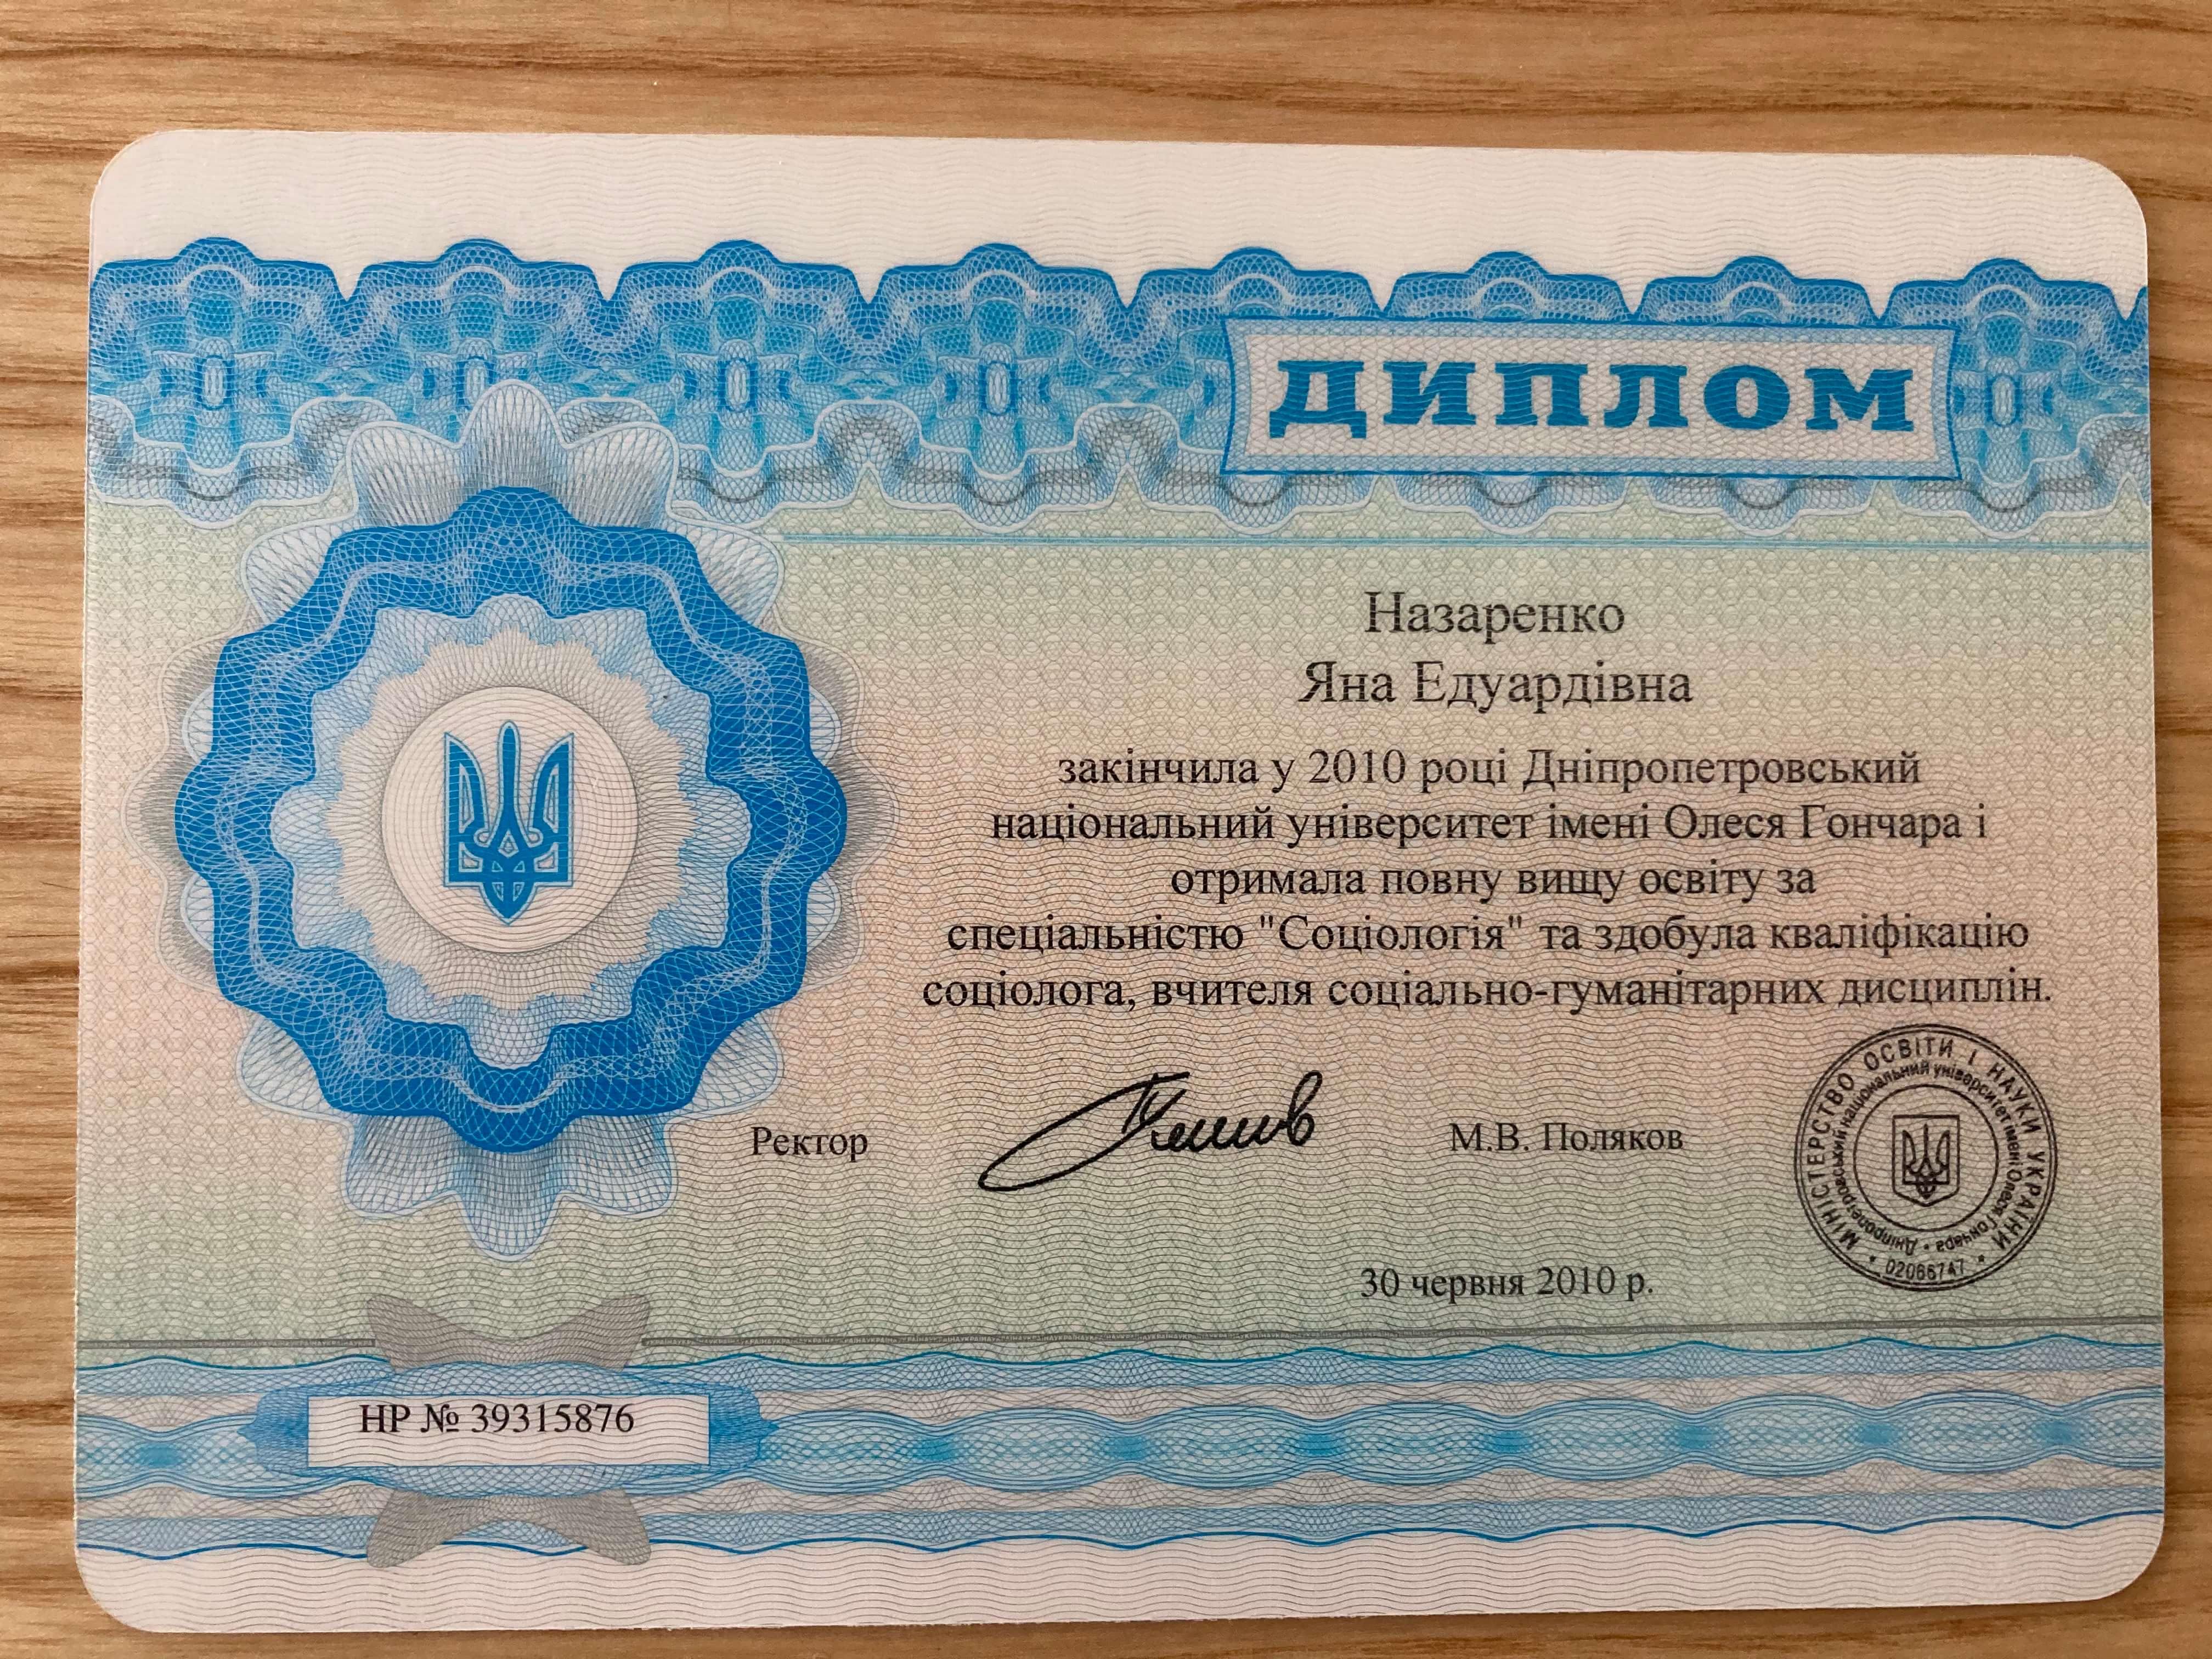 ДИПЛОМ
Назаренко
Яна Едуардівна
закінчила у 2010 році Дніпропетровський
національний університет імені Олеся Гончара і
отримала повну вищу освіту за
спеціальністю "Соціологія" та здобула кваліфікацію
соціолога, вчителя соціально-гуманітарних дисциплін.
Ректор
М.В. Поляков
МІНІСТЕРСТВО ОСВІТИ І НАУКИ УКРАЇНИ
Дніпропетровський національний університет імені Олеся Гончара
* 02066747 *
30 червня 2010 р.
НР № 39315876